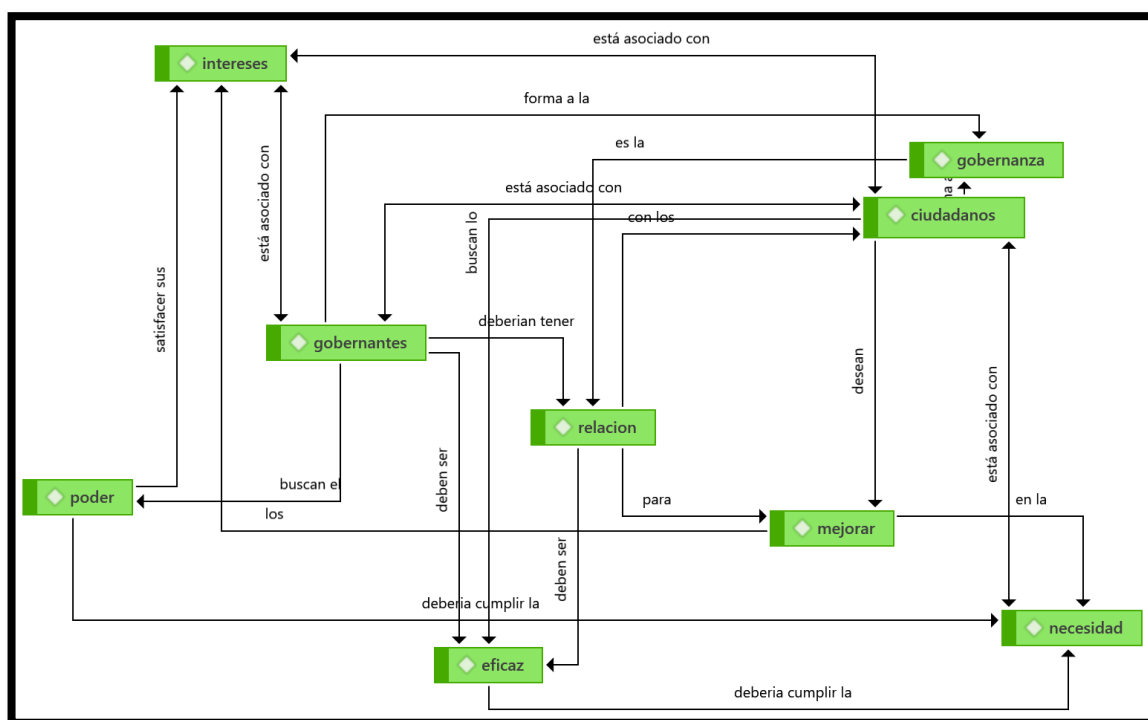 está asociado con
intereses
forma a la
es la
gobernanza
está asociado con
está asociado con
satisfacer sus
buscan lo
con los
ciudadanos
deberian tener
gobernantes
desean
está asociado con
relacion
deben ser
buscan el
poder
para
en la
los
mejorar
deben ser
deberia cumplir la
necesidad
eficaz
deberia cumplir la